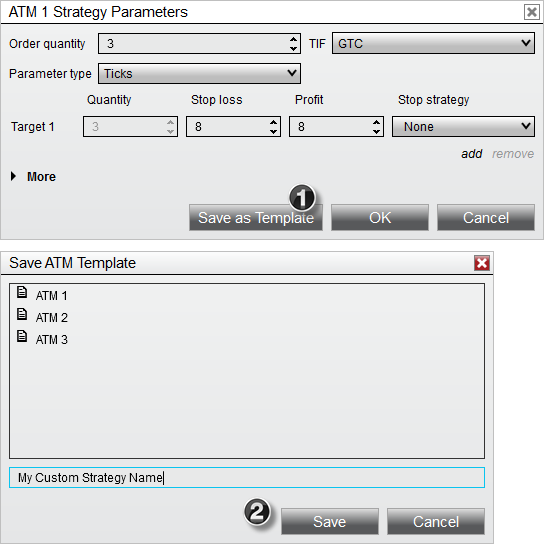 ATM 1 Strategy Parameters
Order quantity 3 TIF GTC
Parameter type Ticks
Quantity Stop loss Profit Stop strategy
Target 1 3 8 8 None
add remove
More
1
Save as Template OK Cancel
Save ATM Template
ATM 1
ATM 2
ATM 3
My Custom Strategy Name
2 Save Cancel